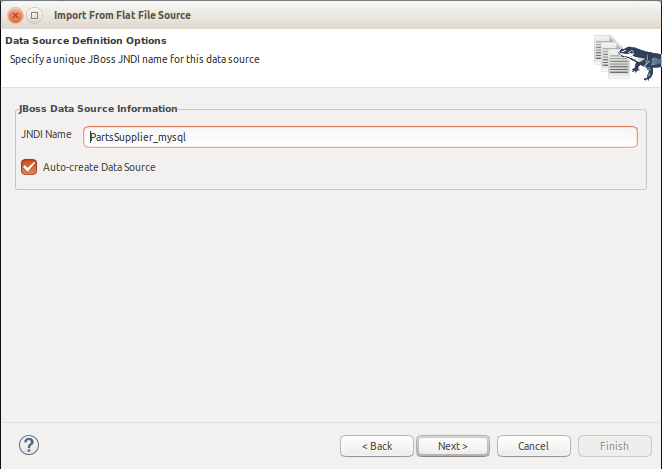 Import From Flat File Source
Data Source Definition Options
Specify a unique JBoss JNDI name for this data source
JBoss Data Source Information
JNDI Name PartsSupplier_mysql
Auto-create Data Source
? < Back Next > Cancel Finish